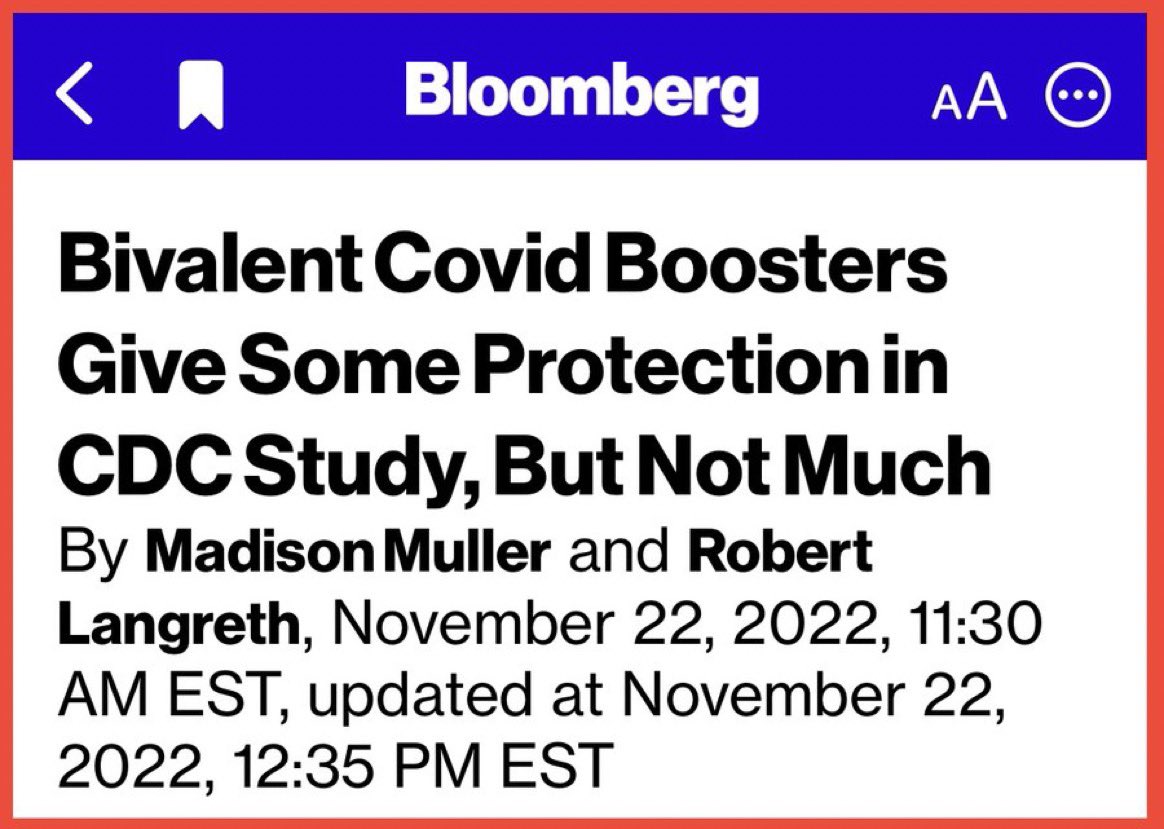 Bloomberg
AA
Bivalent Covid Boosters
Give Some Protection in
CDC Study, But Not Much
By Madison Muller and Robert
Langreth, November 22, 2022, 11:30
AM EST, updated at November 22,
2022, 12:35 PM EST